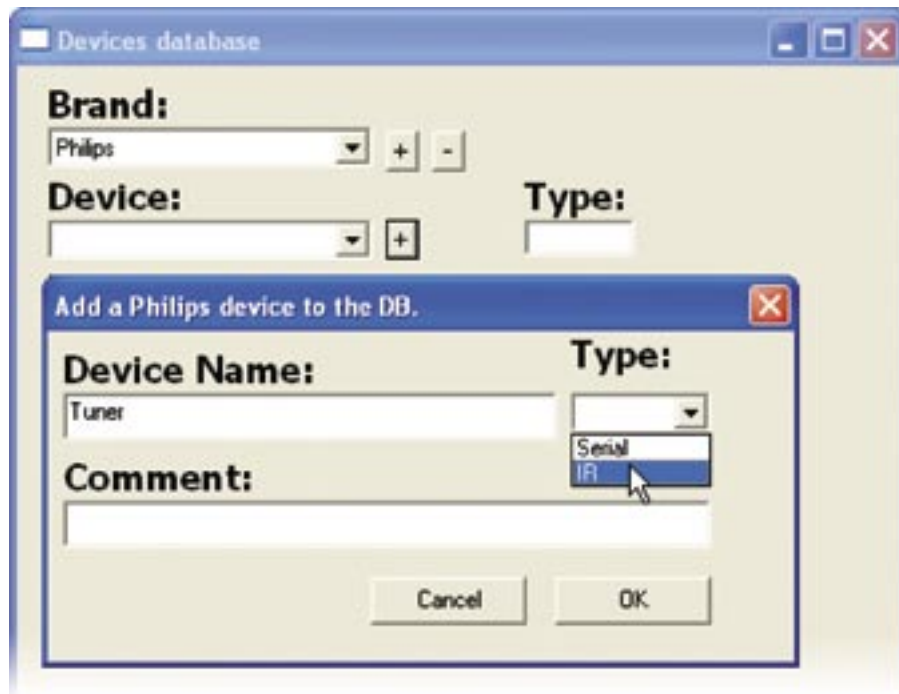 Devices database
Brand:
Philips
+ -
Device: Type:
+
Add a Philips device to the DB.
Device Name: Type:
Tuner
Serial
IR
Comment:
Cancel OK